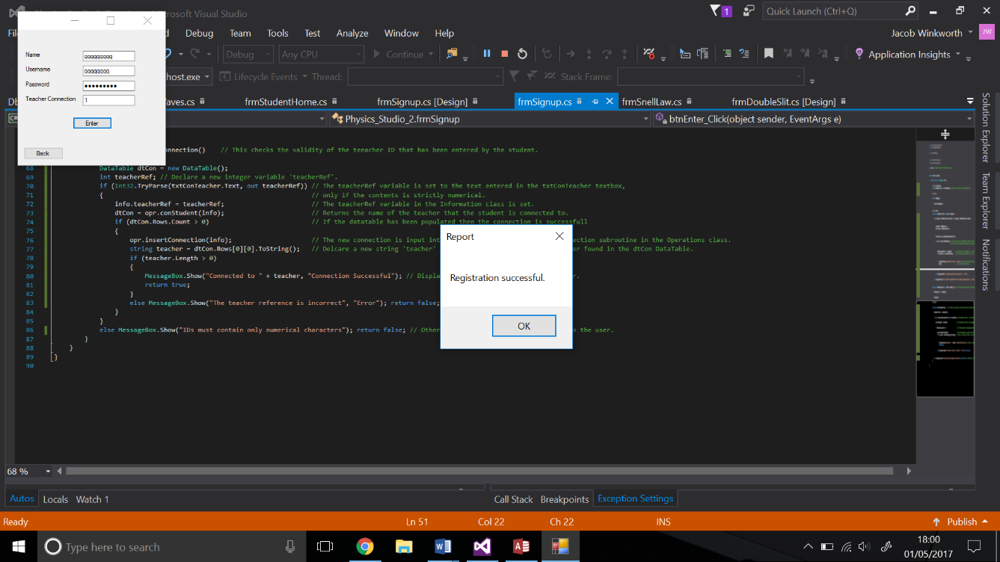 icrosoft Visual Studio
1
Quick Launch (Ctrl+Q)
Debug Team Tools Test Analyze Window Help
Jacob Winkworth
JW
Debug Any CPU Continue Application Insights
host.exe Lifecycle Events Thread: Stack Frame:
aves.cs frmStudentHome.cs frmSignup.cs [Design] frmSignup.cs frmSnellLaw.cs frmDoubleSlit.cs [Design]
Physics_Studio_2.frmSignup btnEnter_Click(object sender, EventArgs e)
Name qqqqqqqqq
Username qqqqqqqq
Password •••••••••
Teacher Connection 1
Enter
Back
onnection() // This checks the validity of the teeacher ID that has been entered by the student.
68 DataTable dtCon = new DataTable();
69 int teacherRef; // Declare a new integer variable 'teacherRef'.
70 if (Int32.TryParse(txtConTeacher.Text, out teacherRef)) // The teacherRef variable is set to the text entered in the txtConTeacher textbox,
71 { // only if the contents is strictly numerical.
72 info.teacherRef = teacherRef; // The teacherRef variable in the Information class is set.
73 dtCon = opr.conStudent(info); // Returns the name of the teacher that the student is connected to.
74 if (dtCon.Rows.Count > 0) // If the datatable has been populated then the connection is successfull
75 {
76 opr.insertConnection(info); // The new connection is input int ection subroutine in the Operations class.
77 string teacher = dtCon.Rows[0][0].ToString(); // Delcare a new string 'teacher' er found in the dtCon DataTable.
78 if (teacher.Length > 0)
79 {
80 MessageBox.Show("Connected to " + teacher, "Connection Successful"); // Displa r.
81 return true;
82 }
83 else MessageBox.Show("The teacher reference is incorrect", "Error"); return false;
84 }
85 }
86 else MessageBox.Show("IDs must contain only numerical characters"); return false; // Other o the user.
87 }
88 }
89 }
90
Report
Registration successful.
OK
Solution Explorer
Team Explorer
Notifications
68 %
Autos Locals Watch 1 Call Stack Breakpoints Exception Settings
Ready Ln 51 Col 22 Ch 22 INS Publish
Type here to search
18:00
01/05/2017